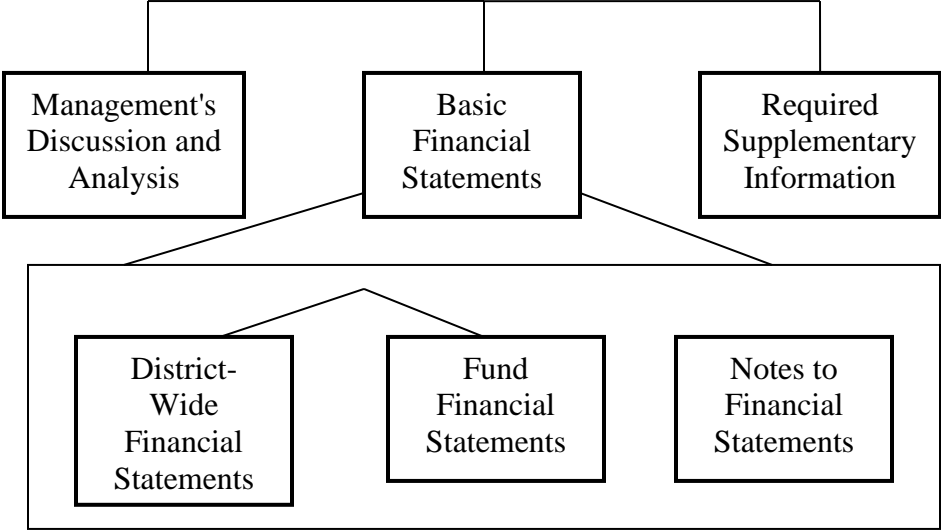 Management's
Discussion and
Analysis
Basic
Financial
Statements
Required
Supplementary
Information
District-
Wide
Financial
Statements
Fund
Financial
Statements
Notes to
Financial
Statements